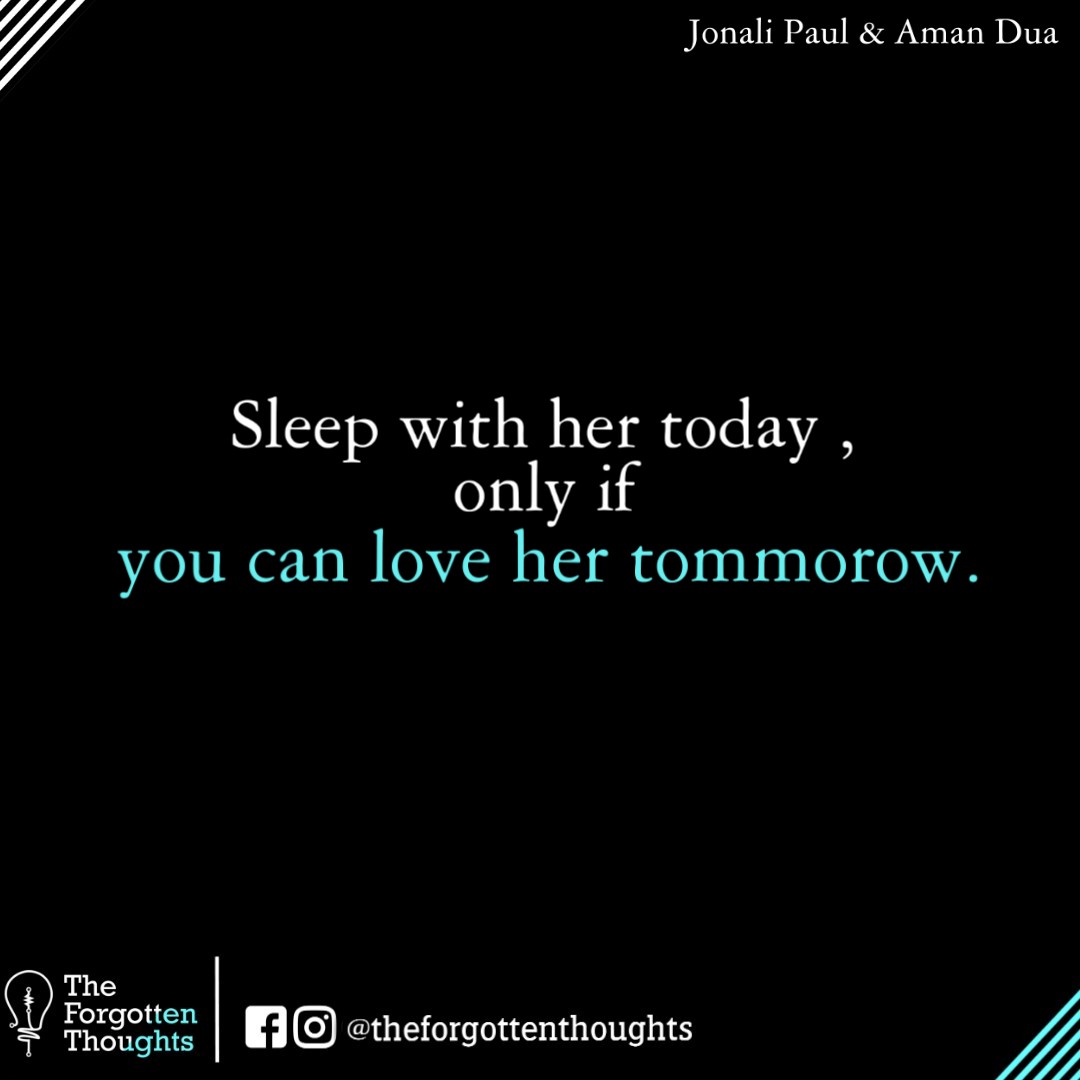 Jonali Paul & Aman Dua
Sleep with her today ,
only if
you can love her tommorow.
The
Forgotten
Thoughts
@theforgottenthoughts